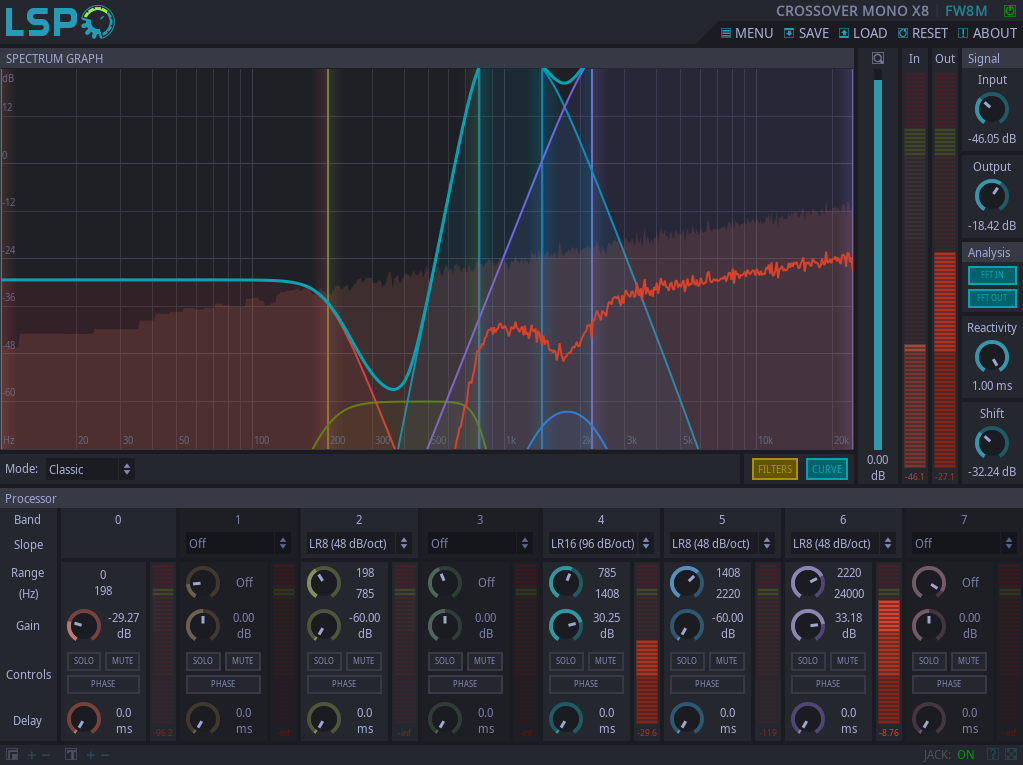 LSP
CROSSOVER MONO X8 FW8M
MENU SAVE LOAD RESET ABOUT
SPECTRUM GRAPH
In Out Signal
dB
12
0
-12
-24
-36
-48
-60
Hz 20 30 50 100 200 300 500 1k 2k 3k 5k 10k 20k
0.00
dB
-46.1 -27.1
Input
-46.05 dB
Output
-18.42 dB
Analysis
FFT IN
FFT OUT
Reactivity
1.00 ms
Shift
-32.24 dB
Mode: Classic FILTERS CURVE
Processor
Band 0 1 2 3 4 5 6 7
Slope Off LR8 (48 dB/oct) Off LR16 (96 dB/oct) LR8 (48 dB/oct) LR8 (48 dB/oct) Off
Range 0 Off 198 Off 785 1408 2220 Off
(Hz) 198 785 1408 2220 24000
Gain -29.27 0.00 -60.00 0.00 30.25 -60.00 33.18 0.00
dB dB dB dB dB dB dB dB
SOLO MUTE SOLO MUTE SOLO MUTE SOLO MUTE SOLO MUTE SOLO MUTE SOLO MUTE SOLO MUTE
Controls PHASE PHASE PHASE PHASE PHASE PHASE PHASE PHASE
Delay 0.0 0.0 0.0 0.0 0.0 0.0 0.0 0.0
ms ms ms ms ms ms ms ms
-96.2 -inf -inf -inf -29.6 -119 -8.76 -inf
JACK: ON